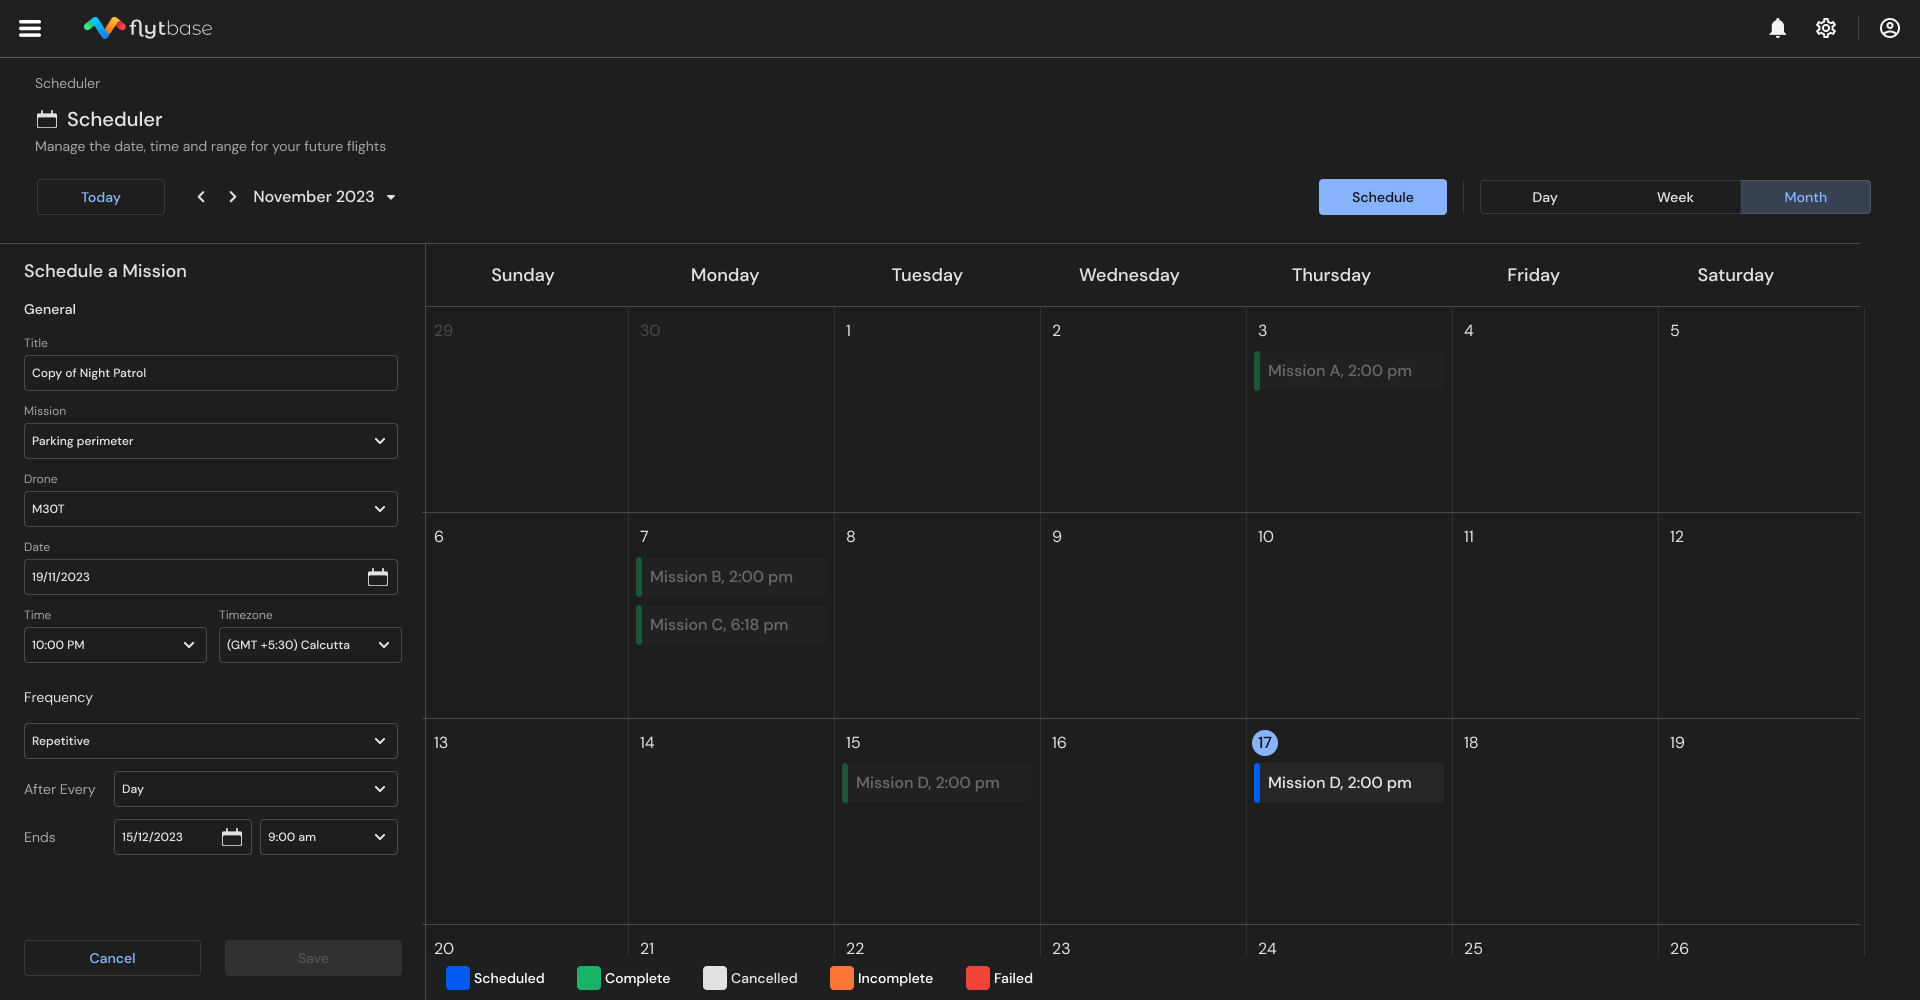 flytbase
Scheduler
Scheduler
Manage the date, time and range for your future flights
Today
November 2023
Schedule
Day
Week
Month
Schedule a Mission
General
Title
Copy of Night Patrol
Mission
Parking perimeter
Drone
M30T
Date
19/11/2023
Time
Timezone
10:00 PM
(GMT +5:30) Calcutta
Frequency
Repetitive
After Every
Day
Ends
15/12/2023
9:00 am
Cancel
Save
Sunday
Monday
Tuesday
Wednesday
Thursday
Friday
Saturday
29
30
1
2
3
4
5
Mission A, 2:00 pm
6
7
8
9
10
11
12
Mission B, 2:00 pm
Mission C, 6:18 pm
13
14
15
16
17
18
19
Mission D, 2:00 pm
Mission D, 2:00 pm
20
21
22
23
24
25
26
Scheduled
Complete
Cancelled
Incomplete
Failed